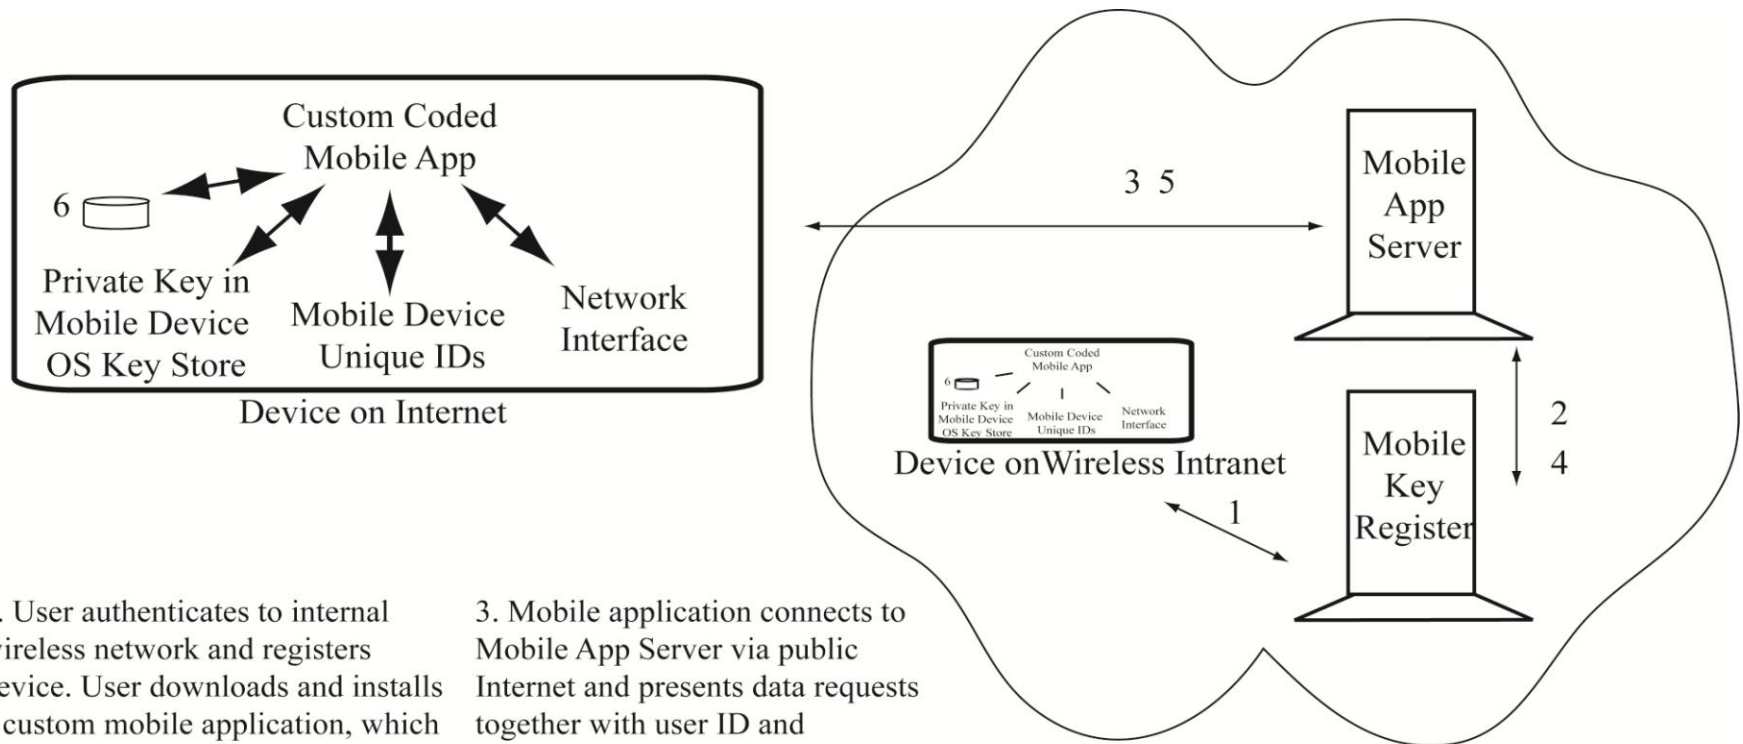 Custom Coded
Mobile App
6
Private Key in
Mobile Device
OS Key Store
Mobile Device
Unique IDs
Network
Interface
Device on Internet
3 5
Mobile
App
Server
Custom Coded
Mobile App
6
Private Key in
Mobile Device
OS Key Store
Mobile Device
Unique IDs
Network
Interface
Device onWireless Intranet
1
2
4
Mobile
Key
Register
. User authenticates to internal
wireless network and registers
evice. User downloads and installs
custom mobile application, which
3. Mobile application connects to
Mobile App Server via public
Internet and presents data requests
together with user ID and